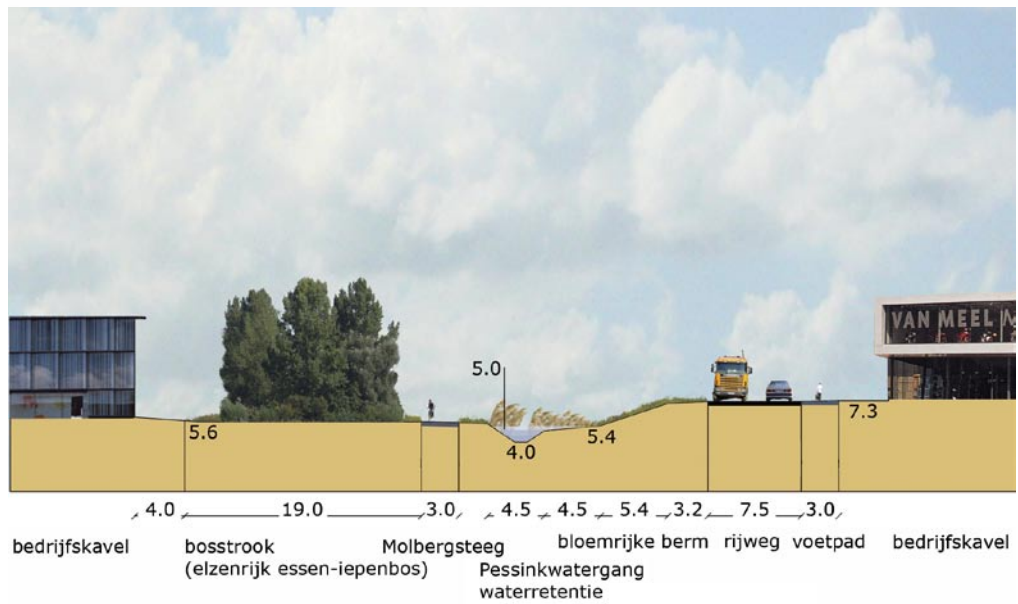 VAN MEEL
5.0
5.6
4.0
5.4
7.3
4.0 19.0 3.0 4.5 4.5 5.4 3.2 7.5 3.0
bedrijfskavel bosstrook Molbergsteeg bloemrijke berm rijweg voetpad bedrijfskavel
(elzenrijk essen-iepenbos) Pessinkwatergang
waterretentie